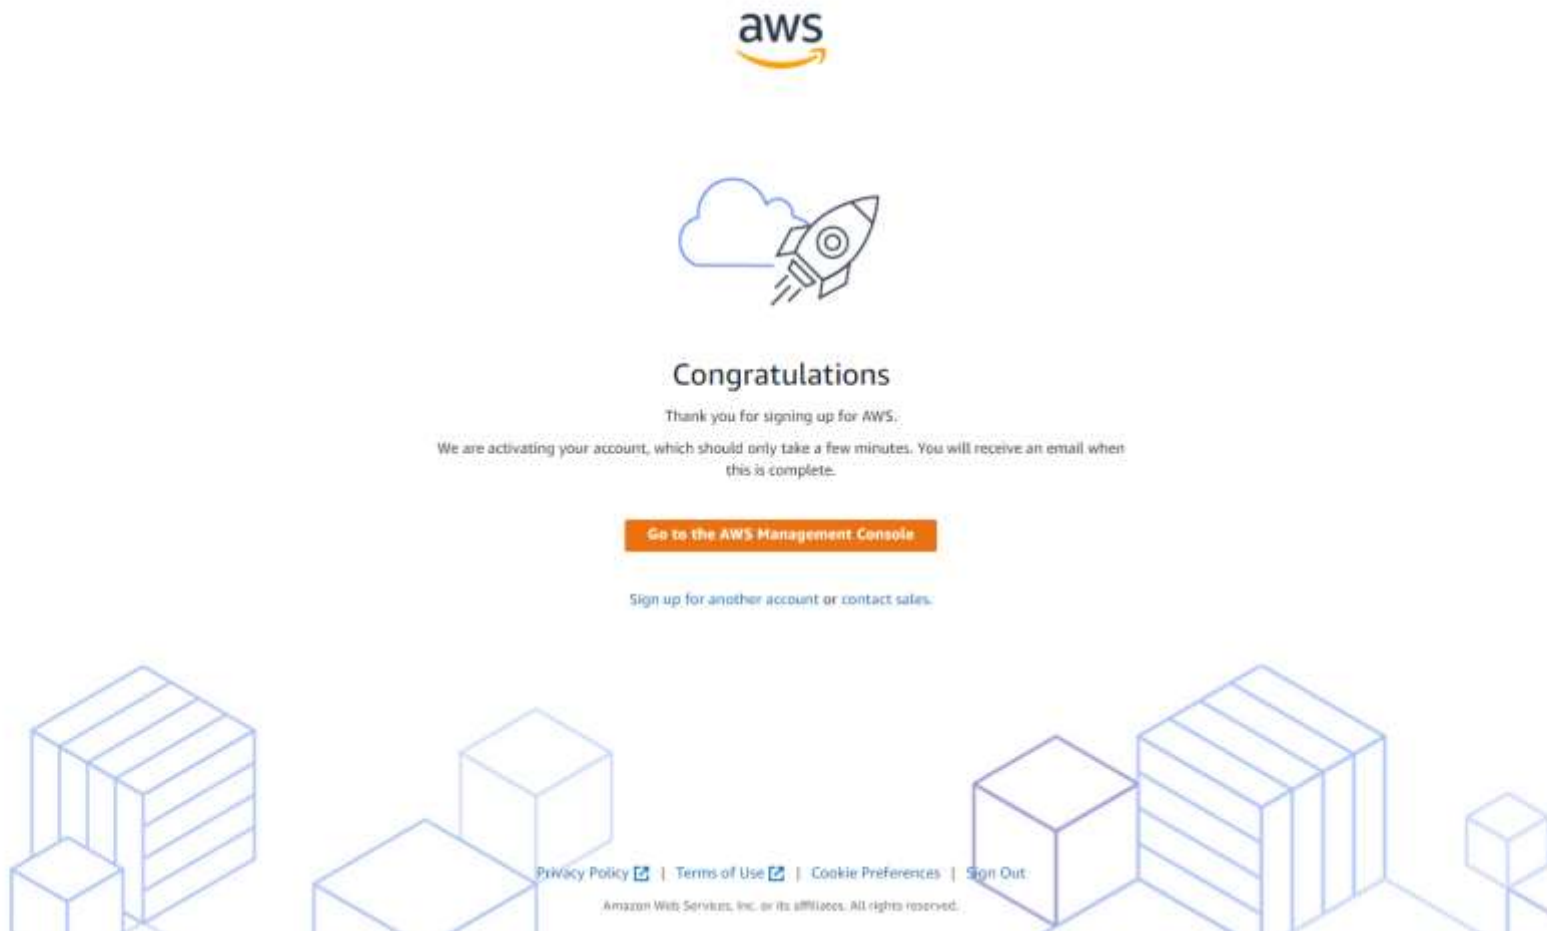 aws
Congratulations
Thank you for signing up for AWS.
We are activating your account, which should only take a few minutes. You will receive an email when
this is complete.
Go to the AWS Management Console
Sign up for another account or contact sales.
Privacy Policy | Terms of Use | Cookie Preferences | Sign Out
Amazon Web Services, Inc. or its affiliates. All rights reserved.